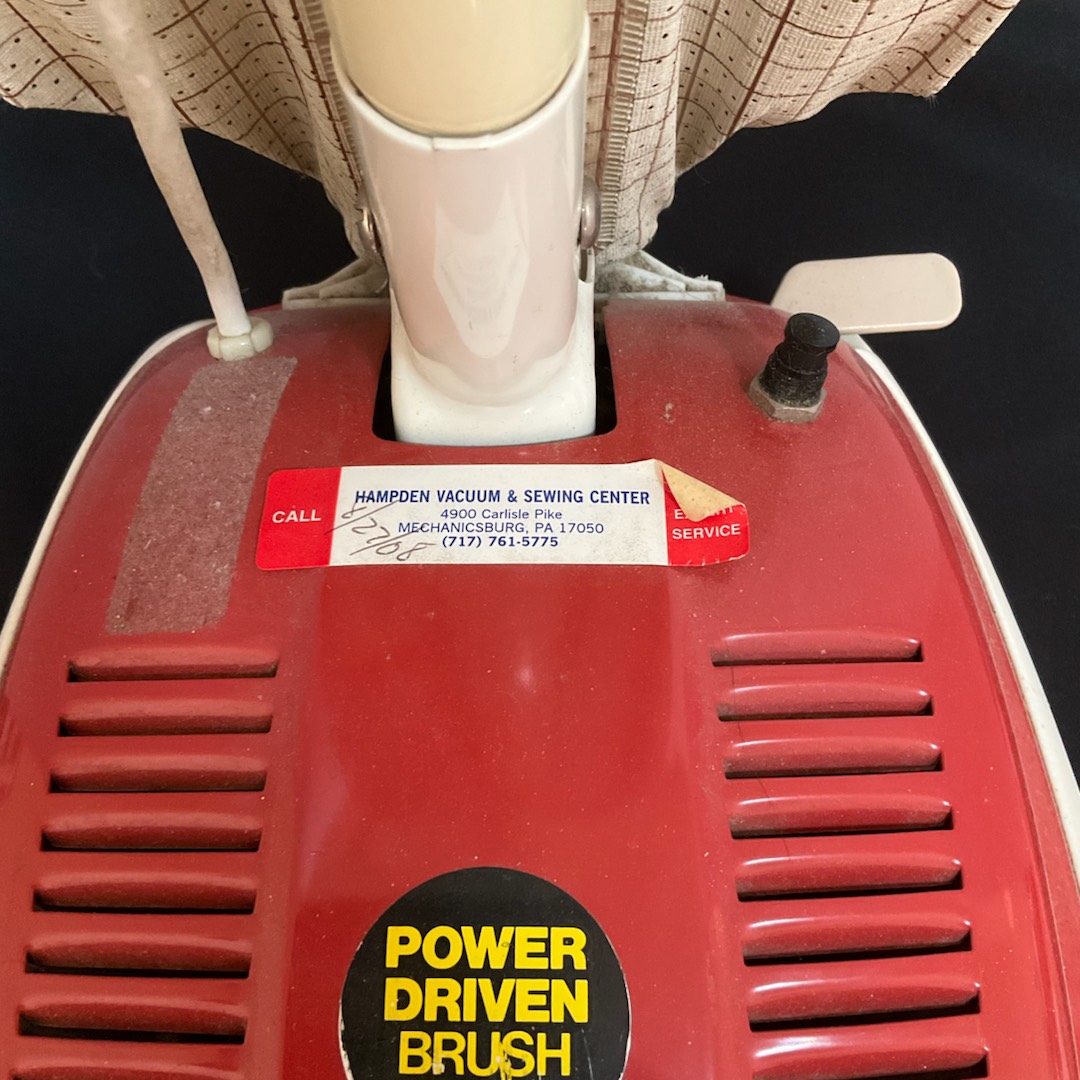 CALL
HAMPDEN VACUUM & SEWING CENTER
4900 Carlisle Pike
MECHANICSBURG, PA 17050
(717) 761-5775
8/22/08
SERVICE
POWER
DRIVEN
BRUSH